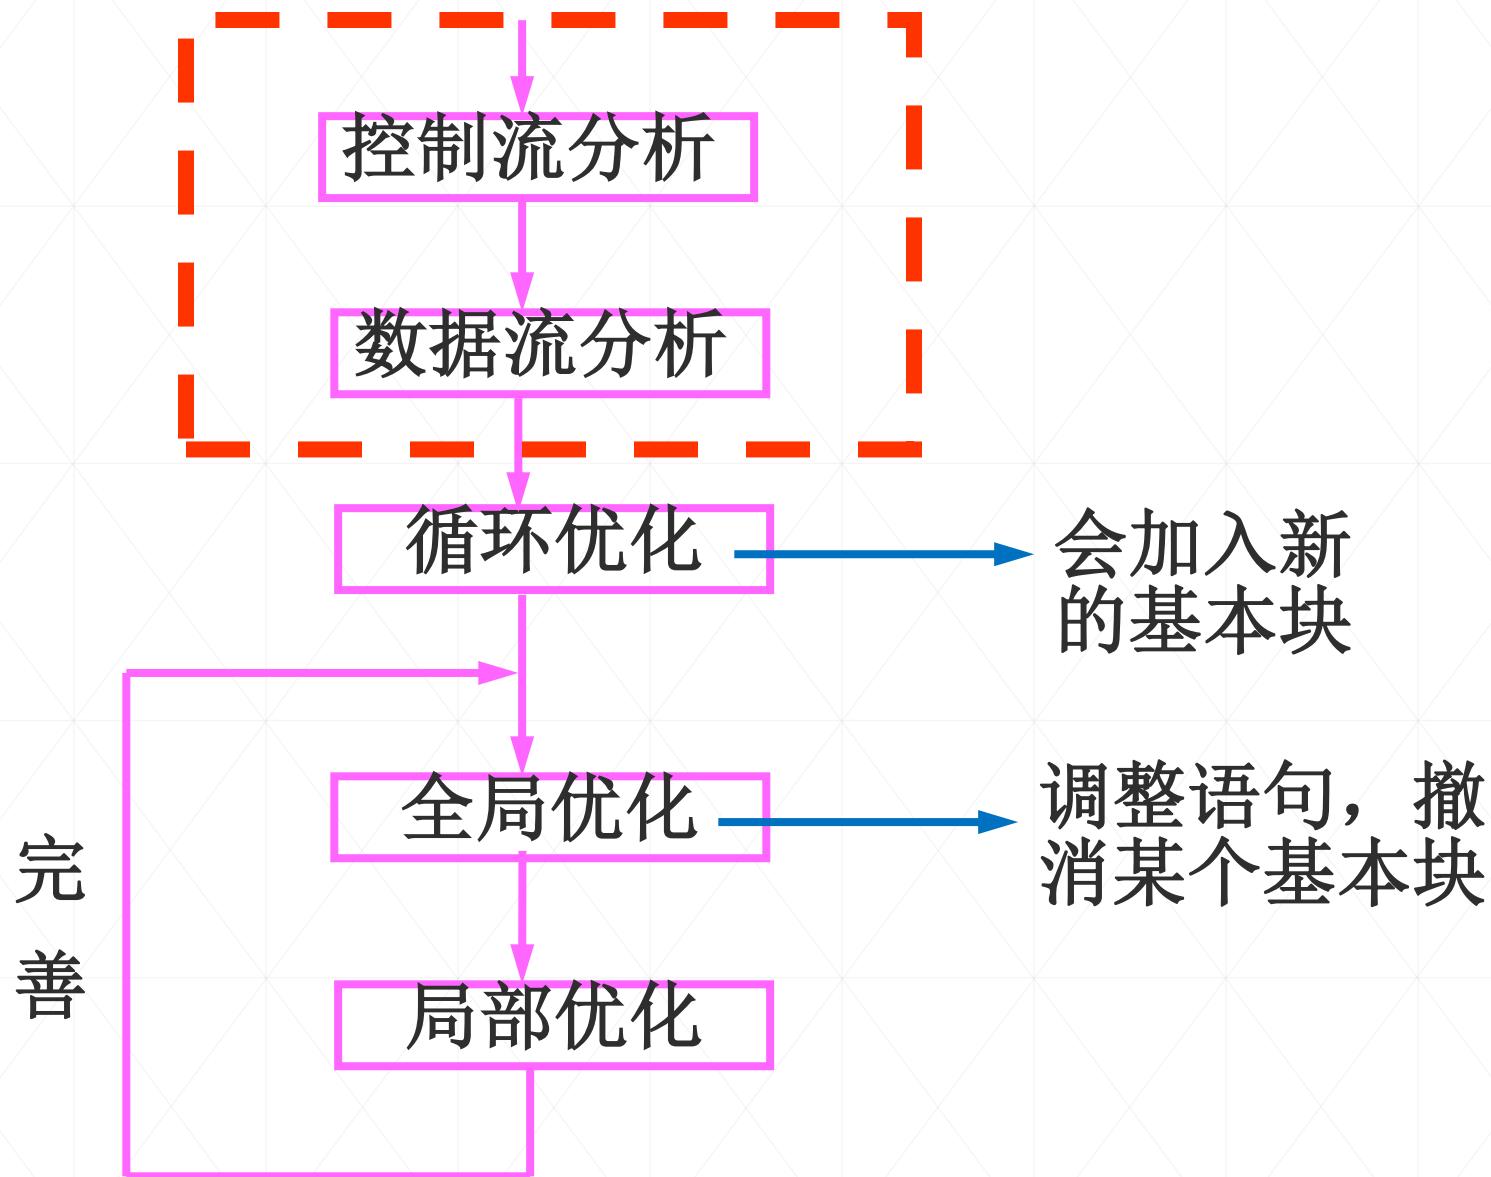 控制流分析
数据流分析
循环优化
会加入新
的基本块
全局优化
调整语句，撤
消某个基本块
完
善
局部优化